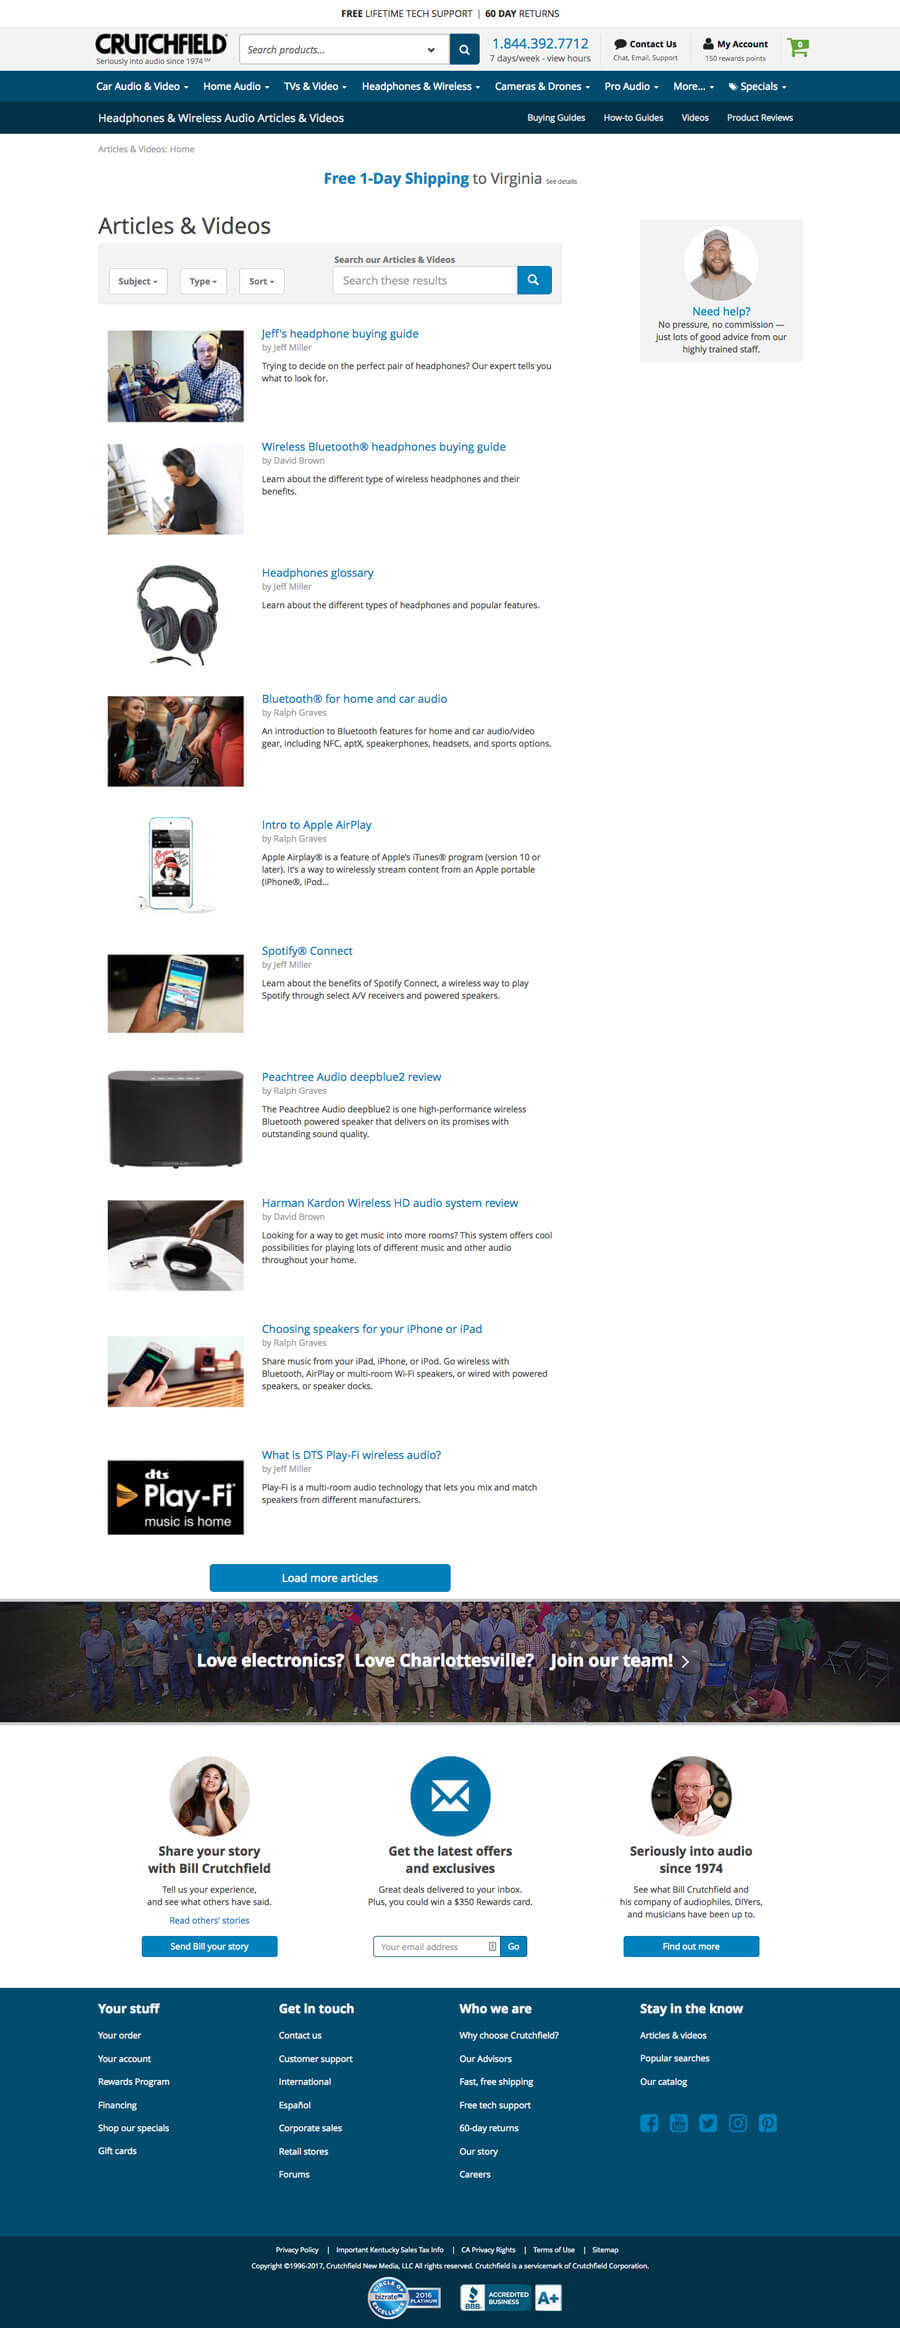 FREE LIFETIME TECH SUPPORT | 60 DAY RETURNS
CRUTCHFIELD
Seriously into audio since 1974 SM
Search products...
1.844.392.7712
7 days/week - view hours
Contact Us
Chat, Email, Support
My Account
150 rewards points
0
Car Audio & Video
Home Audio
TVs & Video
Headphones & Wireless
Cameras & Drones
Pro Audio
More...
Specials
Headphones & Wireless Audio Articles & Videos
Buying Guides
How-to Guides
Videos
Product Reviews
Articles & Videos: Home
Free 1-Day Shipping to Virginia See details
Articles & Videos
Subject
Type
Sort
Search our Articles & Videos
Search these results
Need help?
No pressure, no commission —
just lots of good advice from our
highly trained staff.
Jeff's headphone buying guide
by Jeff Miller
Trying to decide on the perfect pair of headphones? Our expert tells you
what to look for.
Wireless Bluetooth® headphones buying guide
by David Brown
Learn about the different type of wireless headphones and their
benefits.
Headphones glossary
by Jeff Miller
Learn about the different types of headphones and popular features.
Bluetooth® for home and car audio
by Ralph Graves
An introduction to Bluetooth features for home and car audio/video
gear, including NFC, aptX, speakerphones, headsets, and sports options.
Intro to Apple AirPlay
by Ralph Graves
Apple Airplay® is a feature of Apple's iTunes® program (version 10 or
later). It's a way to wirelessly stream content from an Apple portable
(iPhone®, iPod...
Spotify® Connect
by Jeff Miller
Learn about the benefits of Spotify Connect, a wireless way to play
Spotify through select A/V receivers and powered speakers.
Peachtree Audio deepblue2 review
by Ralph Graves
The Peachtree Audio deepblue2 is one high-performance wireless
Bluetooth powered speaker that delivers on its promises with
outstanding sound quality.
Harman Kardon Wireless HD audio system review
by David Brown
Looking for a way to get music into more rooms? This system offers cool
possibilities for playing lots of different music and other audio
throughout your home.
Choosing speakers for your iPhone or iPad
by Ralph Graves
Share music from your iPad, iPhone, or iPod. Go wireless with
Bluetooth, AirPlay or multi-room Wi-Fi speakers, or wired with powered
speakers, or speaker docks.
dts
Play-Fi
music is home
What is DTS Play-Fi wireless audio?
by Jeff Miller
Play-Fi is a multi-room audio technology that lets you mix and match
speakers from different manufacturers.
Load more articles
Love electronics? Love Charlottesville? Join our team!
Share your story
with Bill Crutchfield
Tell us your experience,
and see what others have said.
Read others' stories
Send Bill your story
Get the latest offers
and exclusives
Great deals delivered to your inbox.
Plus, you could win a $350 Rewards card.
Your email address
Go
Seriously into audio
since 1974
See what Bill Crutchfield and
his company of audiophiles, DIYers,
and musicians have been up to.
Find out more
Your stuff
Your order
Your account
Rewards Program
Financing
Shop our specials
Gift cards
Get in touch
Contact us
Customer support
International
Español
Corporate sales
Retail stores
Forums
Who we are
Why choose Crutchfield?
Our Advisors
Fast, free shipping
Free tech support
60-day returns
Our story
Careers
Stay in the know
Articles & videos
Popular searches
Our catalog
You Tube
Privacy Policy | Important Kentucky Sales Tax Info | CA Privacy Rights | Terms of Use | Sitemap
Copyright ©1996-2017, Crutchfield New Media, LLC All rights reserved. Crutchfield is a servicemark of Crutchfield Corporation.
CIRCLE OF
bizrate
EXCELLENCE
2016
PLATINUM
BBB
ACCREDITED
BUSINESS
A+